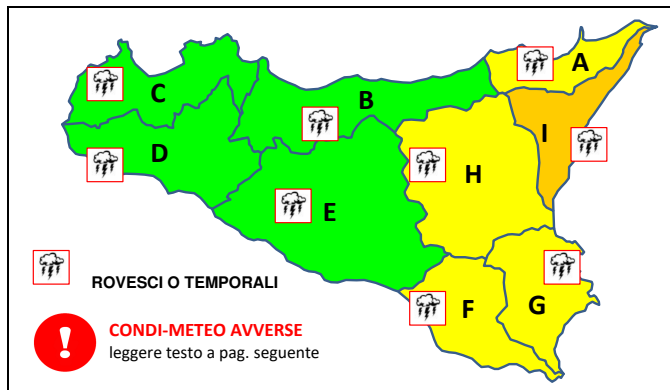 A
C
B
I
D
H
E
F
G
ROVESCI O TEMPORALI
CONDI-METEO AVVERSE
leggere testo a pag. seguente